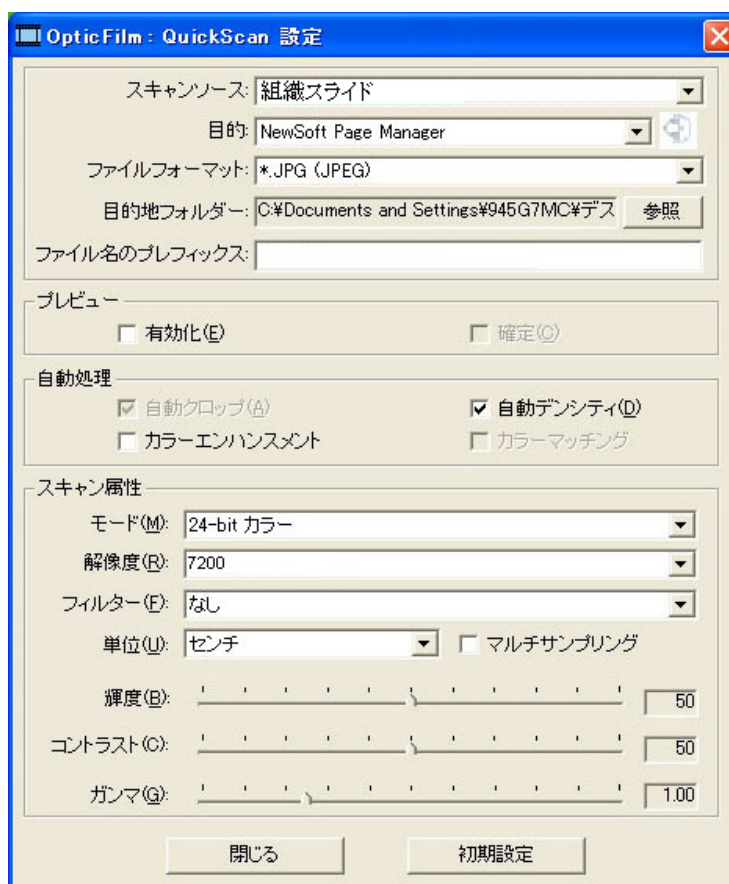 OpticFilm : QuickScan 設定
スキャンソース: 組織スライド
目的: NewSoft Page Manager
ファイルフォーマット: *.JPG (JPEG)
目的地フォルダー: C:¥Documents and Settings¥945G7MC¥デス 参照
ファイル名のプレフィックス:
プレビュー
有効化(E) 確定(C)
自動処理
自動クロップ(A) 自動デンシティ(D)
カラーエンハンスメント カラーマッチング
スキャン属性
モード(M): 24-bit カラー
解像度(R): 7200
フィルター(F): なし
単位(U): センチ マルチサンプリング
輝度(B): 50
コントラスト(C): 50
ガンマ(G): 1.00
閉じる 初期設定